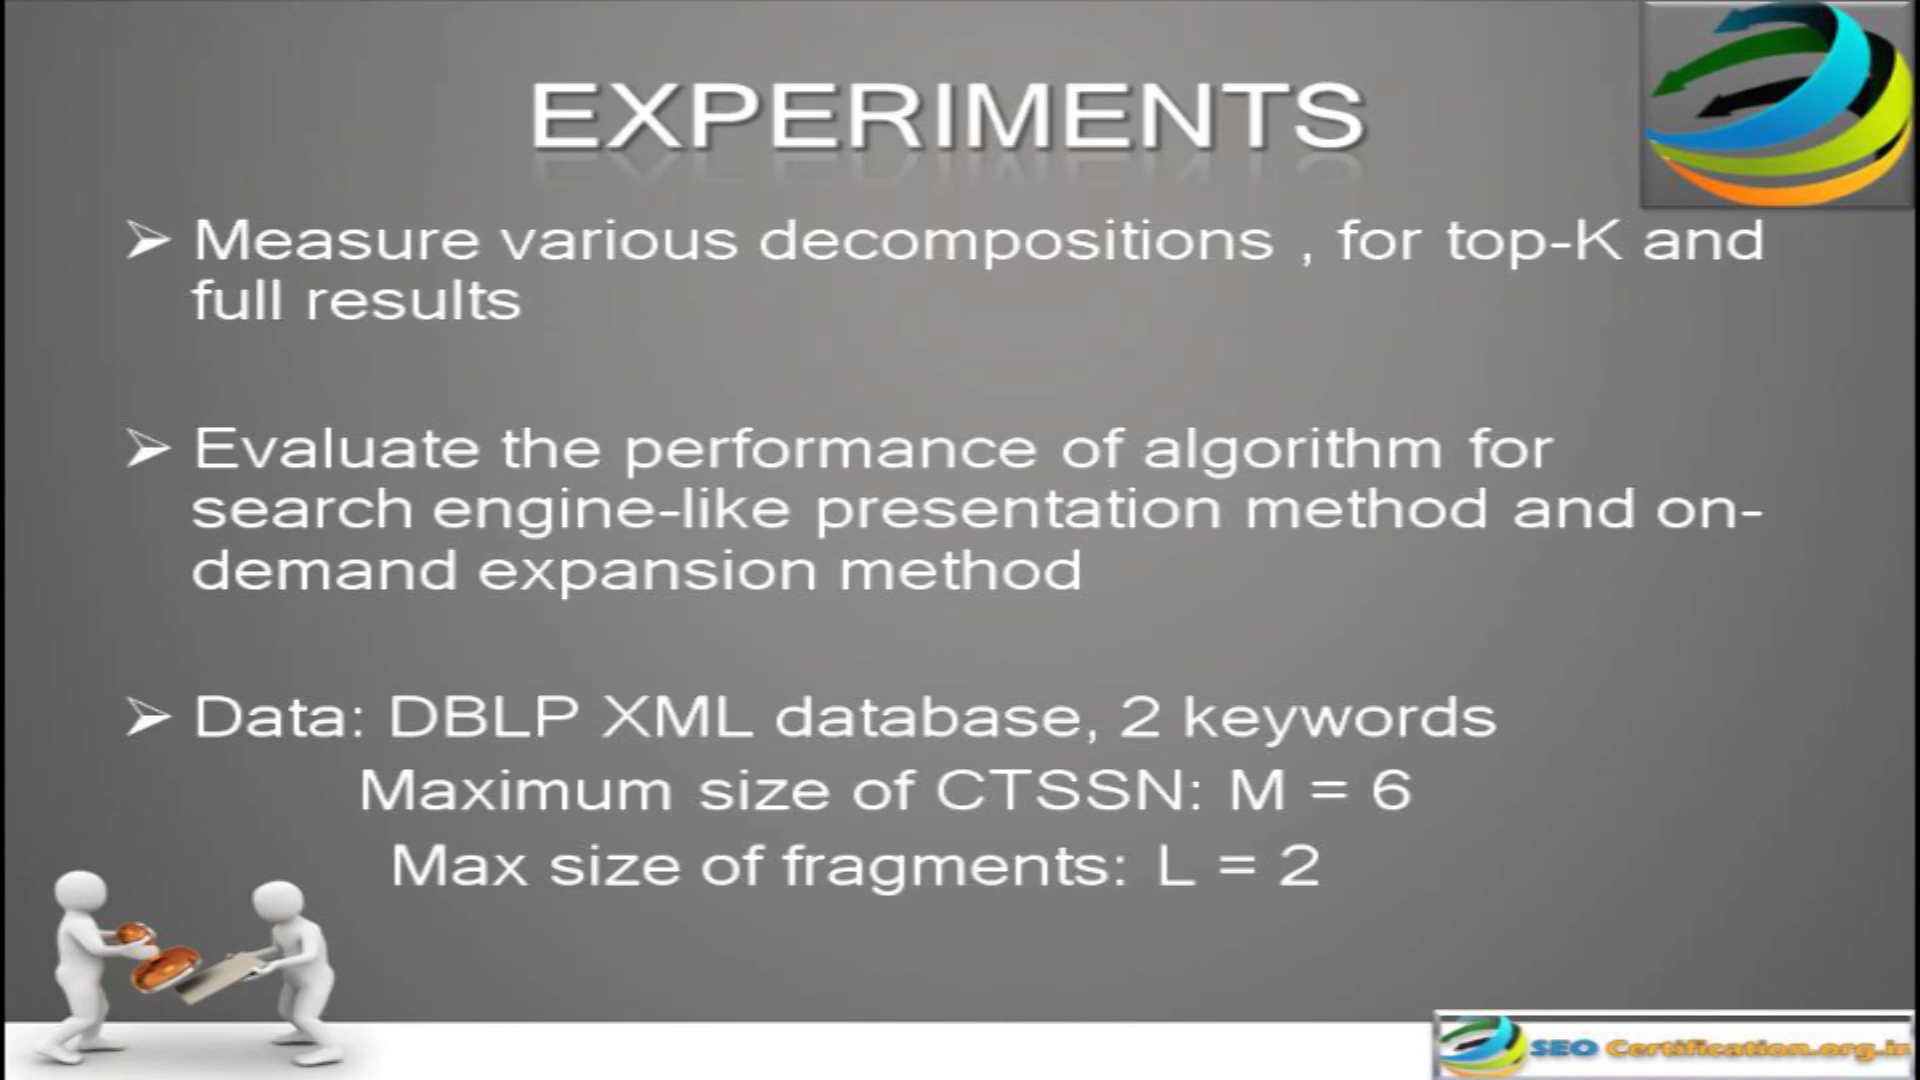 EXPERIMENTS
Measure various decompositions , for top-K and
full results
Evaluate the performance of algorithm for
search engine-like presentation method and on-
demand expansion method
Data: DBLP XML database, 2 keywords
Maximum size of CTSSN: M = 6
Max size of fragments: L = 2
SEO Certification.org.in